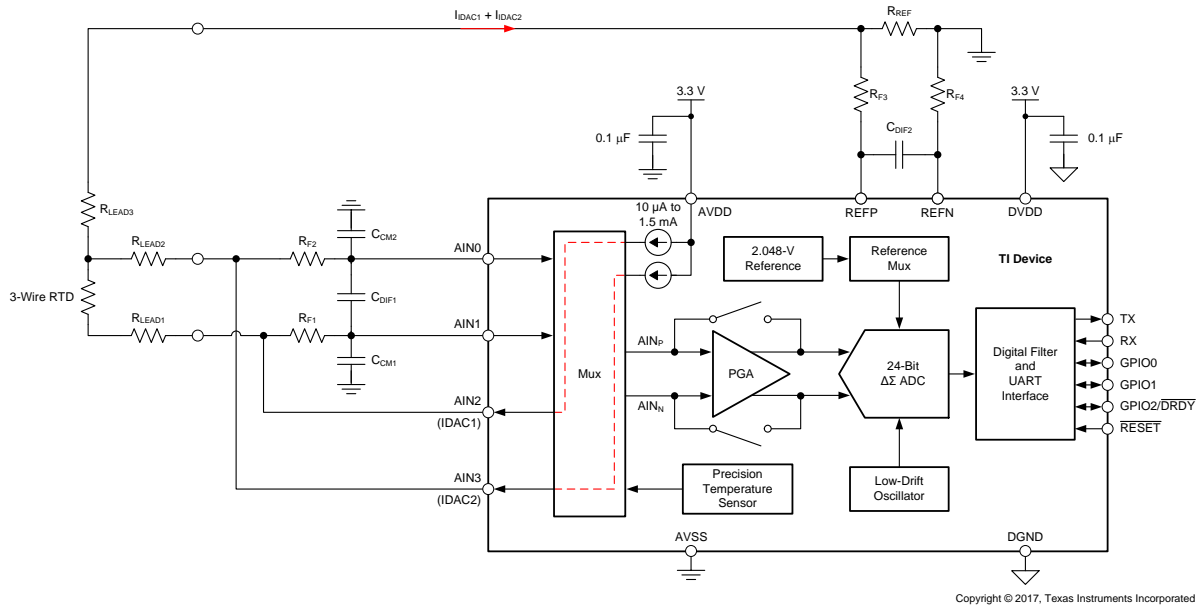 IIDAC1 + IIDAC2
RREF
3.3 V
RF3
RF4
3.3 V
0.1 µF
CDIF2
0.1 µF
RLEAD3
10 µA to
1.5 mA
AVDD
REFP
REFN
DVDD
CCM2
RLEAD2
RF2
AIN0
2.048-V
Reference
Reference
Mux
TI Device
3-Wire RTD
CDIF1
RLEAD1
RF1
AIN1
TX
RX
AINP
Mux
PGA
24-Bit
ΔΣ ADC
Digital Filter
and
UART
Interface
GPIO0
CCM1
GPIO1
AINN
AIN2
(IDAC1)
GPIO2/DRDY
RESET
AIN3
(IDAC2)
Precision
Temperature
Sensor
Low-Drift
Oscillator
AVSS
DGND
Copyright © 2017, Texas Instruments Incorporated